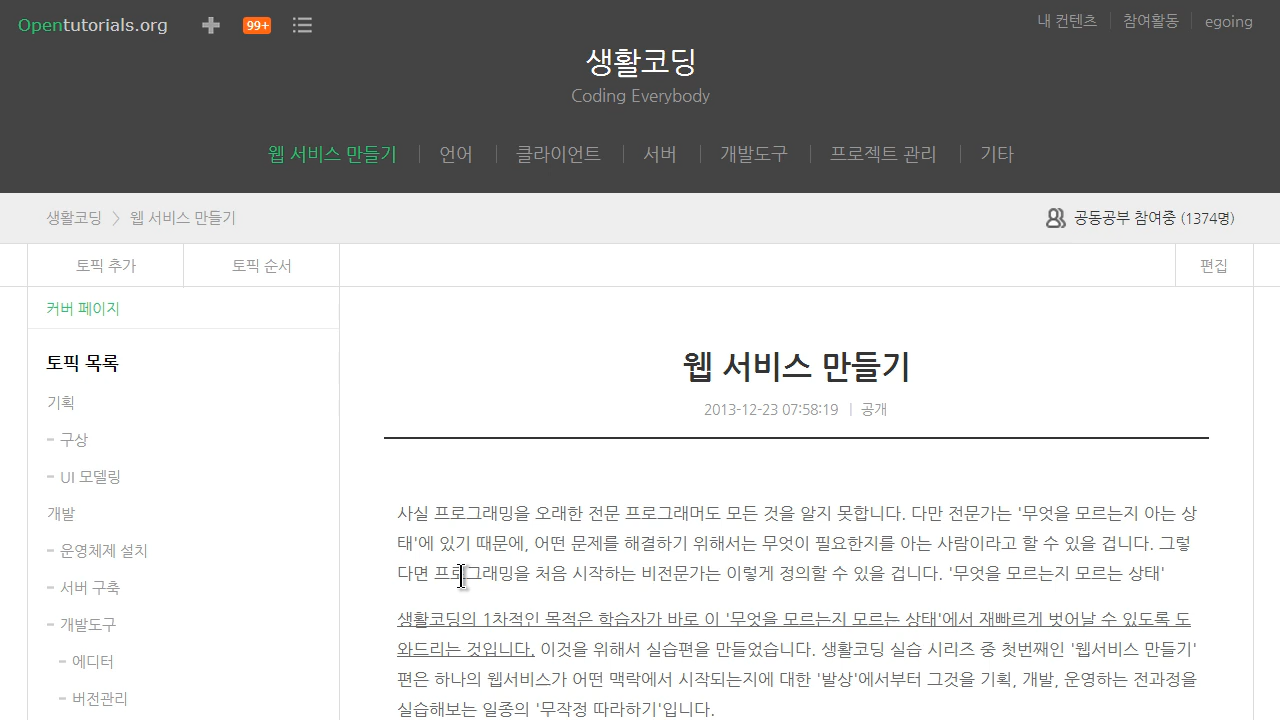 Opentutorials.org
99+
내 컨텐츠
참여활동
egoing
생활코딩
Coding Everybody
웹 서비스 만들기
언어
클라이언트
서버
개발도구
프로젝트 관리
기타
생활코딩 > 웹 서비스 만들기
공동공부 참여중 (1374명)
토픽 추가
토픽 순서
편집
커버 페이지
토픽 목록
기획
- 구상
- UI 모델링
개발
- 운영체제 설치
- 서버 구축
- 개발도구
- 에디터
- 버전관리
웹 서비스 만들기
2013-12-23 07:58:19 | 공개
사실 프로그래밍을 오래한 전문 프로그래머도 모든 것을 알지 못합니다. 다만 전문가는 '무엇을 모르는지 아는 상
태'에 있기 때문에, 어떤 문제를 해결하기 위해서는 무엇이 필요한지를 아는 사람이라고 할 수 있을 겁니다. 그렇
다면 프로그래밍을 처음 시작하는 비전문가는 이렇게 정의할 수 있을 겁니다. '무엇을 모르는지 모르는 상태'
생활코딩의 1차적인 목적은 학습자가 바로 이 '무엇을 모르는지 모르는 상태'에서 재빠르게 벗어날 수 있도록 도
와드리는 것입니다. 이것을 위해서 실습편을 만들었습니다. 생활코딩 실습 시리즈 중 첫번째인 '웹서비스 만들기'
편은 하나의 웹서비스가 어떤 맥락에서 시작되는지에 대한 '발상'에서부터 그것을 기획, 개발, 운영하는 전과정을
실습해보는 일종의 '무작정 따라하기'입니다.